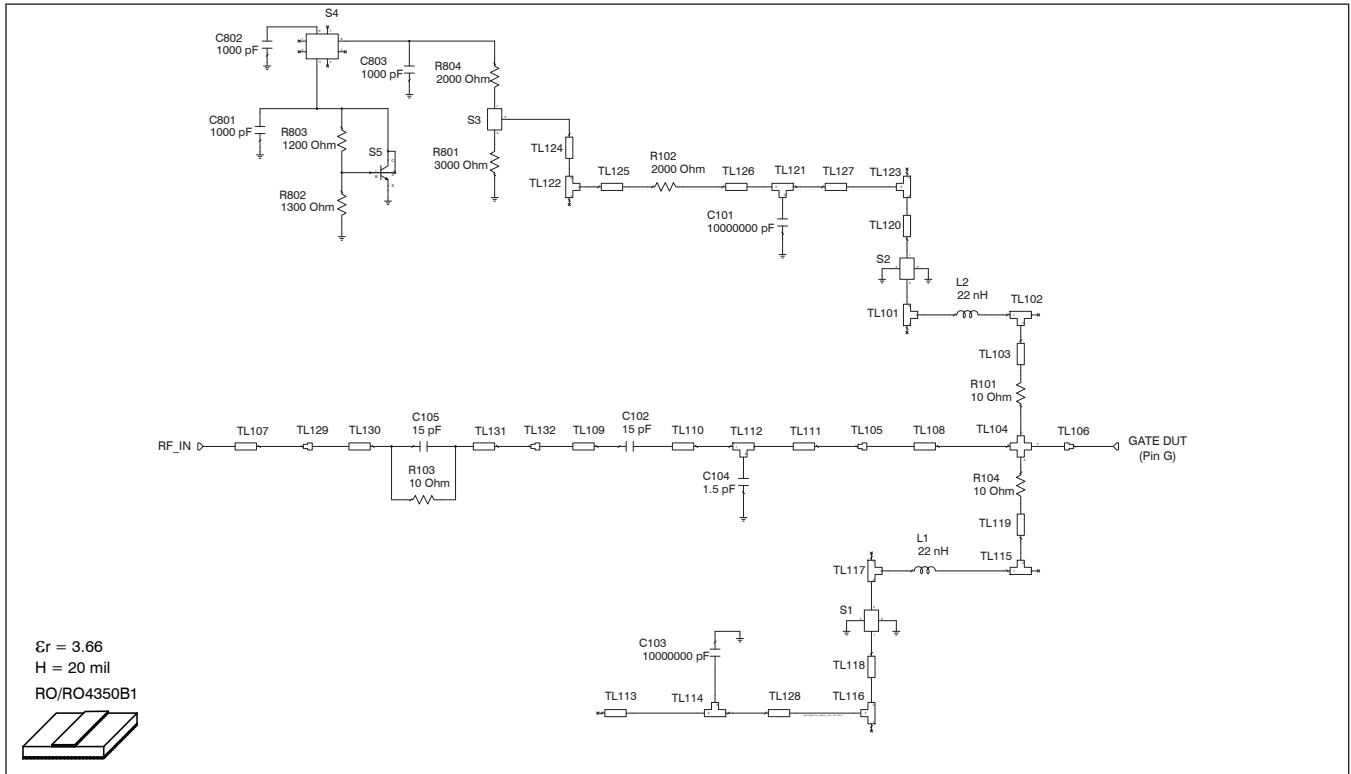 S4
C802
1000 pF
C803
1000 pF
R804
2000 Ohm
C801
1000 pF
R803
1200 Ohm
S5
S3
R801
3000 Ohm
R802
1300 Ohm
TL124
TL122
TL125
R102
2000 Ohm
TL126
TL121
TL127
TL123
C101
10000000 pF
TL120
S2
L2
22 nH
TL101
TL102
TL103
R101
10 Ohm
RF_IN
TL107
TL129
TL130
C105
15 pF
R103
10 Ohm
TL131
TL132
TL109
C102
15 pF
TL110
TL112
C104
1.5 pF
TL111
TL105
TL108
TL104
TL106
GATE DUT
(Pin G)
R104
10 Ohm
TL119
L1
22 nH
TL115
TL117
S1
C103
10000000 pF
TL118
TL113
TL114
TL128
TL116
εr = 3.66
H = 20 mil
RO/RO4350B1